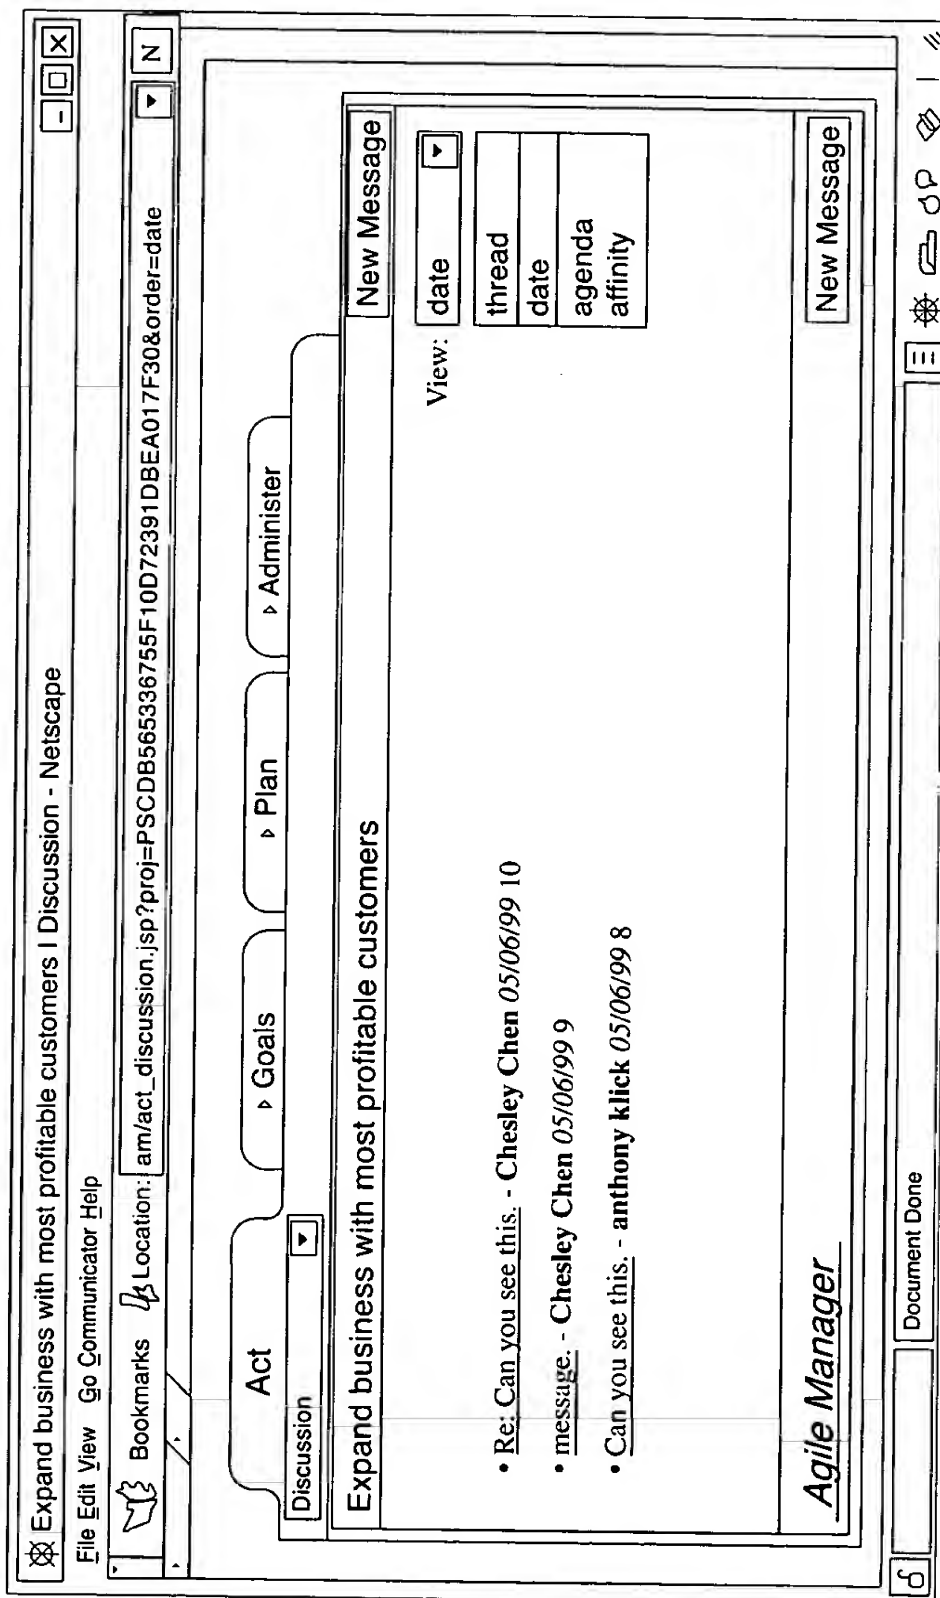 Expand business with most profitable customers I Discussion - Netscape
File Edit View Go Communicator Help
Bookmarks Location: am/act_discussion.jsp?proj=PSCDB565336755F10D72391DBEA017F30&order=date N
Act ▹ Goals ▹ Plan ▹ Administer
Discussion
Expand business with most profitable customers New Message
View: date
thread
date
agenda
affinity
• Re: Can you see this. - Chesley Chen 05/06/99 10
• message. - Chesley Chen 05/06/99 9
• Can you see this. - anthony klick 05/06/99 8
Agile Manager New Message
Document Done